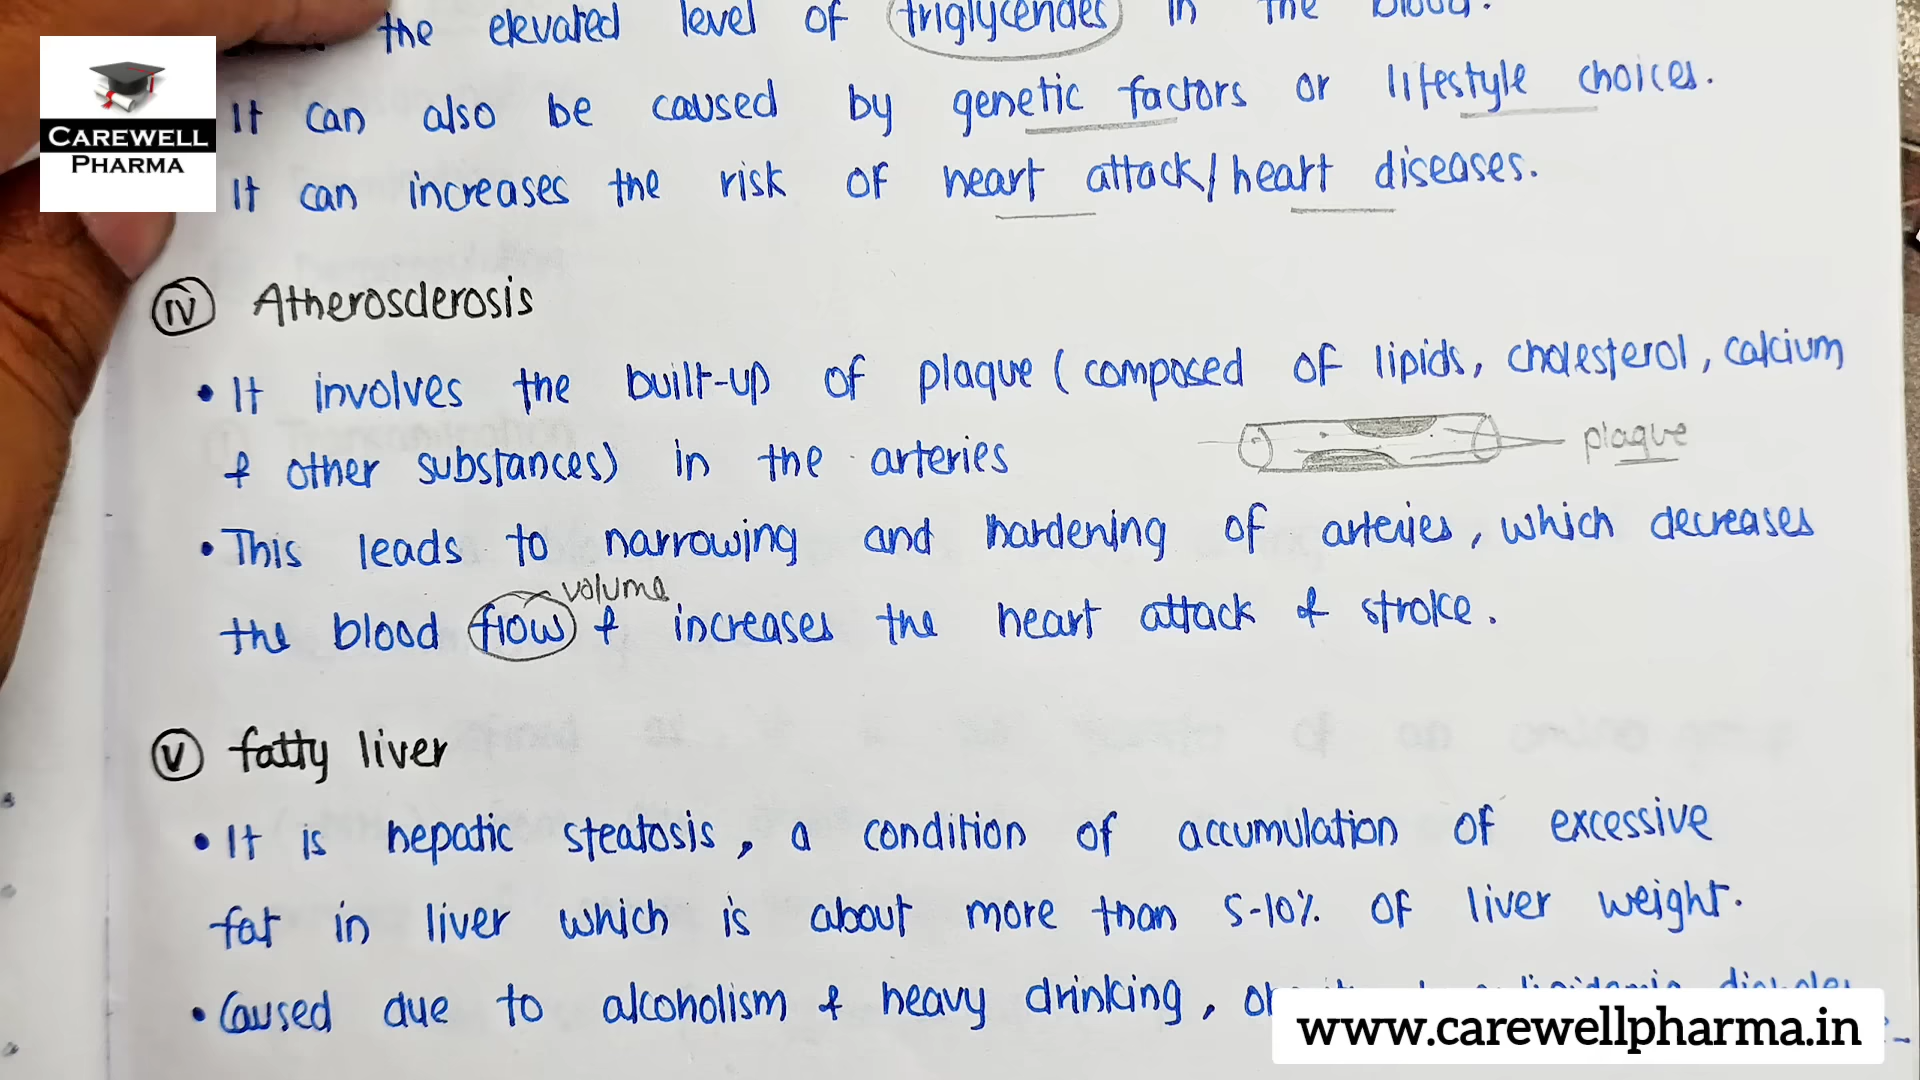 the elevated level of triglycerides in the blood.
CAREWELL
PHARMA
It can also be caused by genetic factors or lifestyle choices.
It can increases the risk of heart attack/heart diseases.
IV Atherosclerosis
• It involves the built-up of plaque (composed of lipids, cholesterol, calcium
& other substances) in the arteries
plaque
• This leads to narrowing and hardening of arteries, which decreases
volume
the blood flow & increases the heart attack & stroke.
V fatty liver
• It is hepatic steatosis, a condition of accumulation of excessive
fat in liver which is about more than 5-10% of liver weight.
• Caused due to alcoholism & heavy drinking,
www.carewellpharma.in